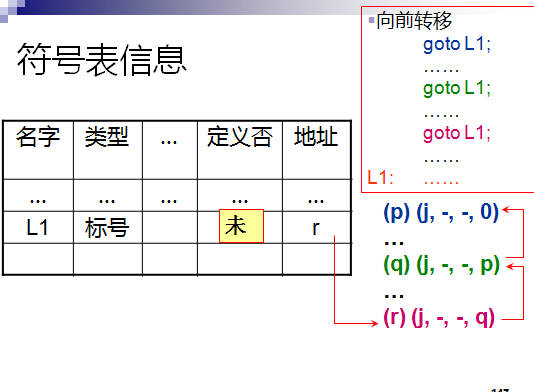 符号表信息
▪向前转移
goto L1;
……
goto L1;
……
goto L1;
……
L1: ……
名字 类型 … 定义否 地址
… … … … …
L1 标号 未 r
(p) (j, -, -, 0)
…
(q) (j, -, -, p)
…
(r) (j, -, -, q)